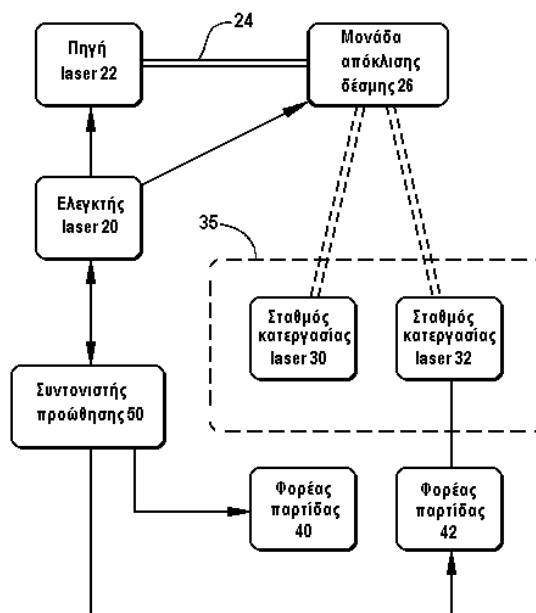 24
Πηγή
laser 22
Μονάδα
απόκλισης
δέσμης 26
Ελεγκτής
laser 20
35
Σταθμός
κατεργασίας
laser 30
Σταθμός
κατεργασίας
laser 32
Συντονιστής
προώθησης 50
Φορέας
παρτίδας
40
Φορέας
παρτίδας
42